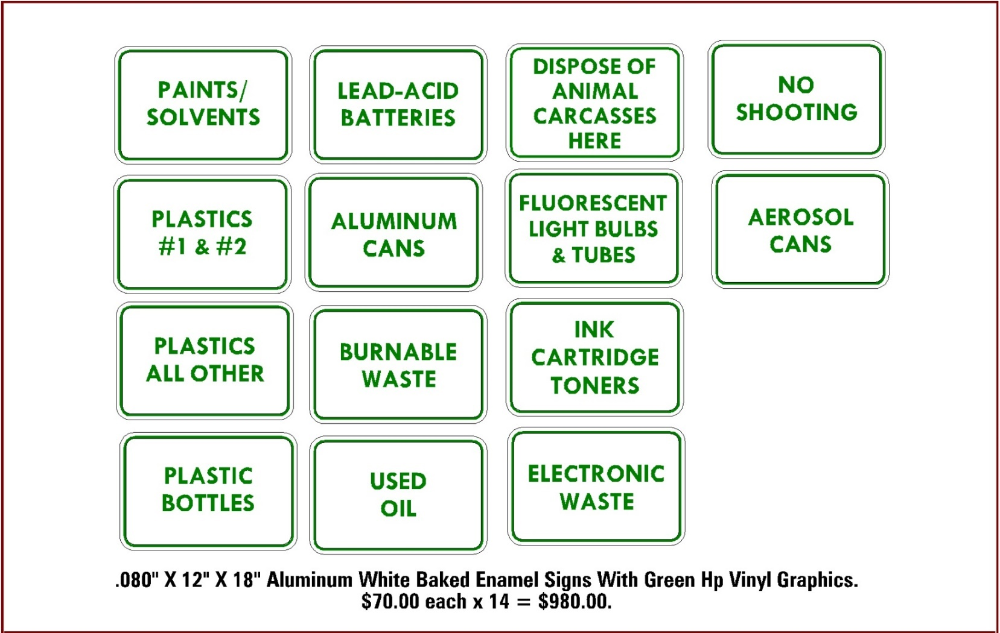 PAINTS/
SOLVENTS
LEAD-ACID
BATTERIES
DISPOSE OF
ANIMAL
CARCASSES
HERE
NO
SHOOTING
PLASTICS
#1 & #2
ALUMINUM
CANS
FLUORESCENT
LIGHT BULBS
& TUBES
AEROSOL
CANS
PLASTICS
ALL OTHER
BURNABLE
WASTE
INK
CARTRIDGE
TONERS
PLASTIC
BOTTLES
USED
OIL
ELECTRONIC
WASTE
.080" X 12" X 18" Aluminum White Baked Enamel Signs With Green Hp Vinyl Graphics.
$70.00 each x 14 = $980.00.